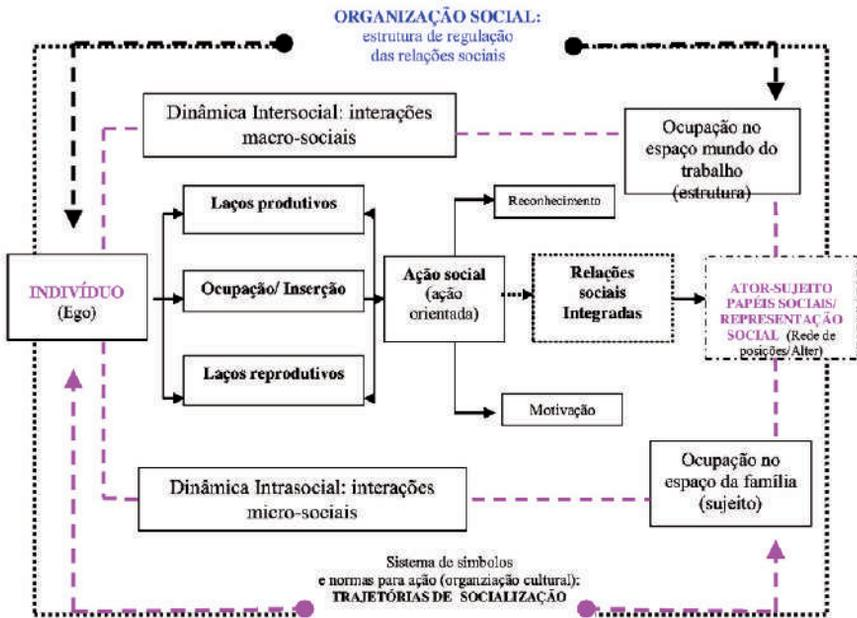 ORGANIZAÇÃO SOCIAL:
estrutura de regulação
das relações sociais
Dinâmica Intersocial: interações
macro-sociais
Ocupação no
espaço mundo do
trabalho
(estrutura)
Laços produtivos
Reconhecimento
INDIVÍDUO
(Ego)
Ocupação/ Inserção
Ação social
(ação
orientada)
Relações
sociais
Integradas
ATOR-SUJEITO
PAPÉIS SOCIAIS/
REPRESENTAÇÃO
SOCIAL (Rede de
posições/Alter)
Laços reprodutivos
Motivação
Dinâmica Intrasocial: interações
micro-sociais
Ocupação no
espaço da família
(sujeito)
Sistema de símbolos
e normas para ação (organziação cultural):
TRAJETÓRIAS DE SOCIALIZAÇÃO